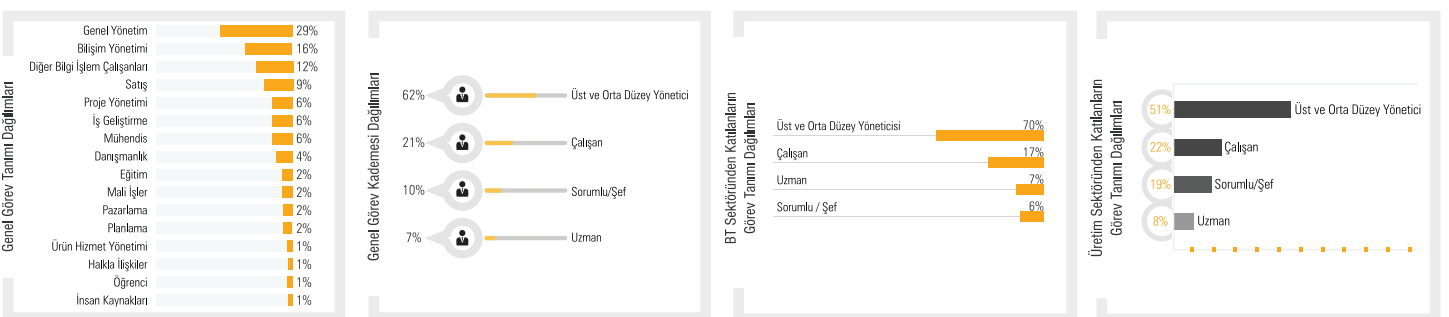 Genel Görev Tanımı Dağılımları
Genel Yönetim 29%
Bilişim Yönetimi 16%
Diğer Bilgi İşlem Çalışanları 12%
Satış 9%
Proje Yönetimi 6%
İş Geliştirme 6%
Mühendis 6%
Danışmanlık 4%
Eğitim 2%
Mali İşler 2%
Pazarlama 2%
Planlama 2%
Ürün Hizmet Yönetimi 1%
Halkla İlişkiler 1%
Öğrenci 1%
İnsan Kaynakları 1%
Genel Görev Kademesi Dağılımları
62% Üst ve Orta Düzey Yönetici
21% Çalışan
10% Sorumlu/Şef
7% Uzman
BT Sektöründen Katılanların
Görev Tanımı Dağılımları
Üst ve Orta Düzey Yöneticisi 70%
Çalışan 17%
Uzman 7%
Sorumlu / Şef 6%
Üretim Sektöründen Katılanların
Görev Tanımı Dağılımları
51% Üst ve Orta Düzey Yönetici
22% Çalışan
19% Sorumlu/Şef
8% Uzman